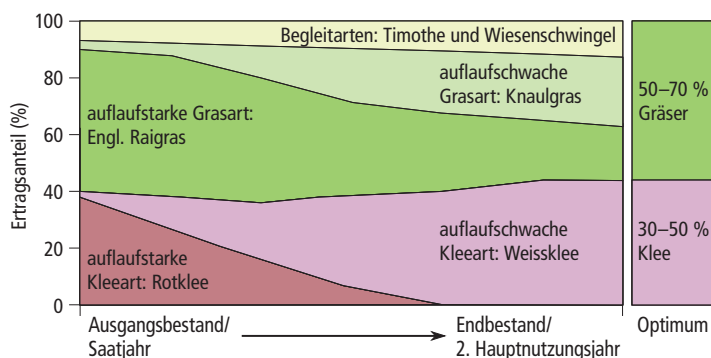 100
80
60
40
20
0
Ertragsanteil (%)
Begleitarten: Timothe und Wiesenschwingel
auflaufschwache
Grasart: Knaulgras
auflaufstarke Grasart:
Engl. Raigras
auflaufschwache
Kleeart: Weissklee
auflaufstarke
Kleeart: Rotklee
50–70 %
Gräser
30–50 %
Klee
Ausgangsbestand/
Saatjahr
Endbestand/
2. Hauptnutzungsjahr
Optimum